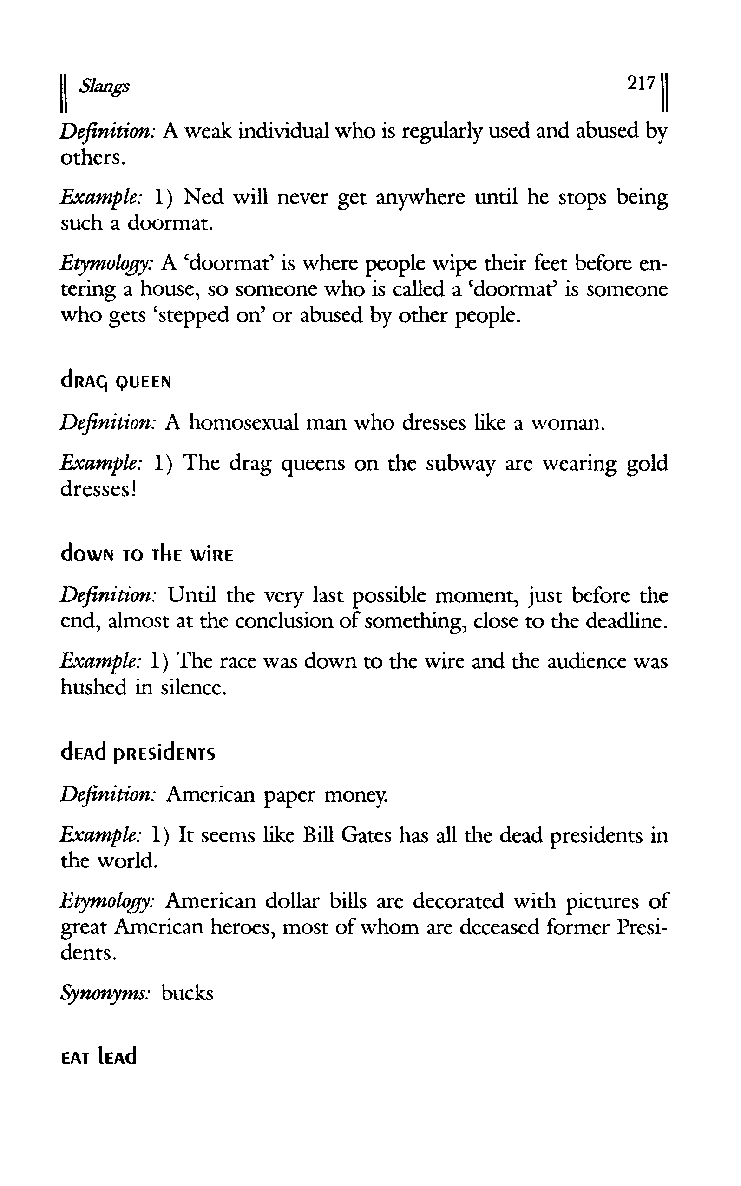 Slangs 217
Definition: A weak individual who is regularly used and abused by
others.
Example: 1) Ned will never get anywhere until he stops being
such a doormat.
Etymology: A ‘doormat’ is where people wipe their feet before en-
tering a house, so someone who is called a ‘doormat’ is someone
who gets ‘stepped on’ or abused by other people.
drag queen
Definition: A homosexual man who dresses like a woman.
Example: 1) The drag queens on the subway are wearing gold
dresses!
down to the wire
Definition: Until the very last possible moment, just before the
end, almost at the conclusion of something, close to the deadline.
Example: 1) The race was down to the wire and the audience was
hushed in silence.
dead presidents
Definition: American paper money.
Example: 1) It seems like Bill Gates has all the dead presidents in
the world.
Etymology: American dollar bills are decorated with pictures of
great American heroes, most of whom are deceased former Presi-
dents.
Synonyms: bucks
eat lead